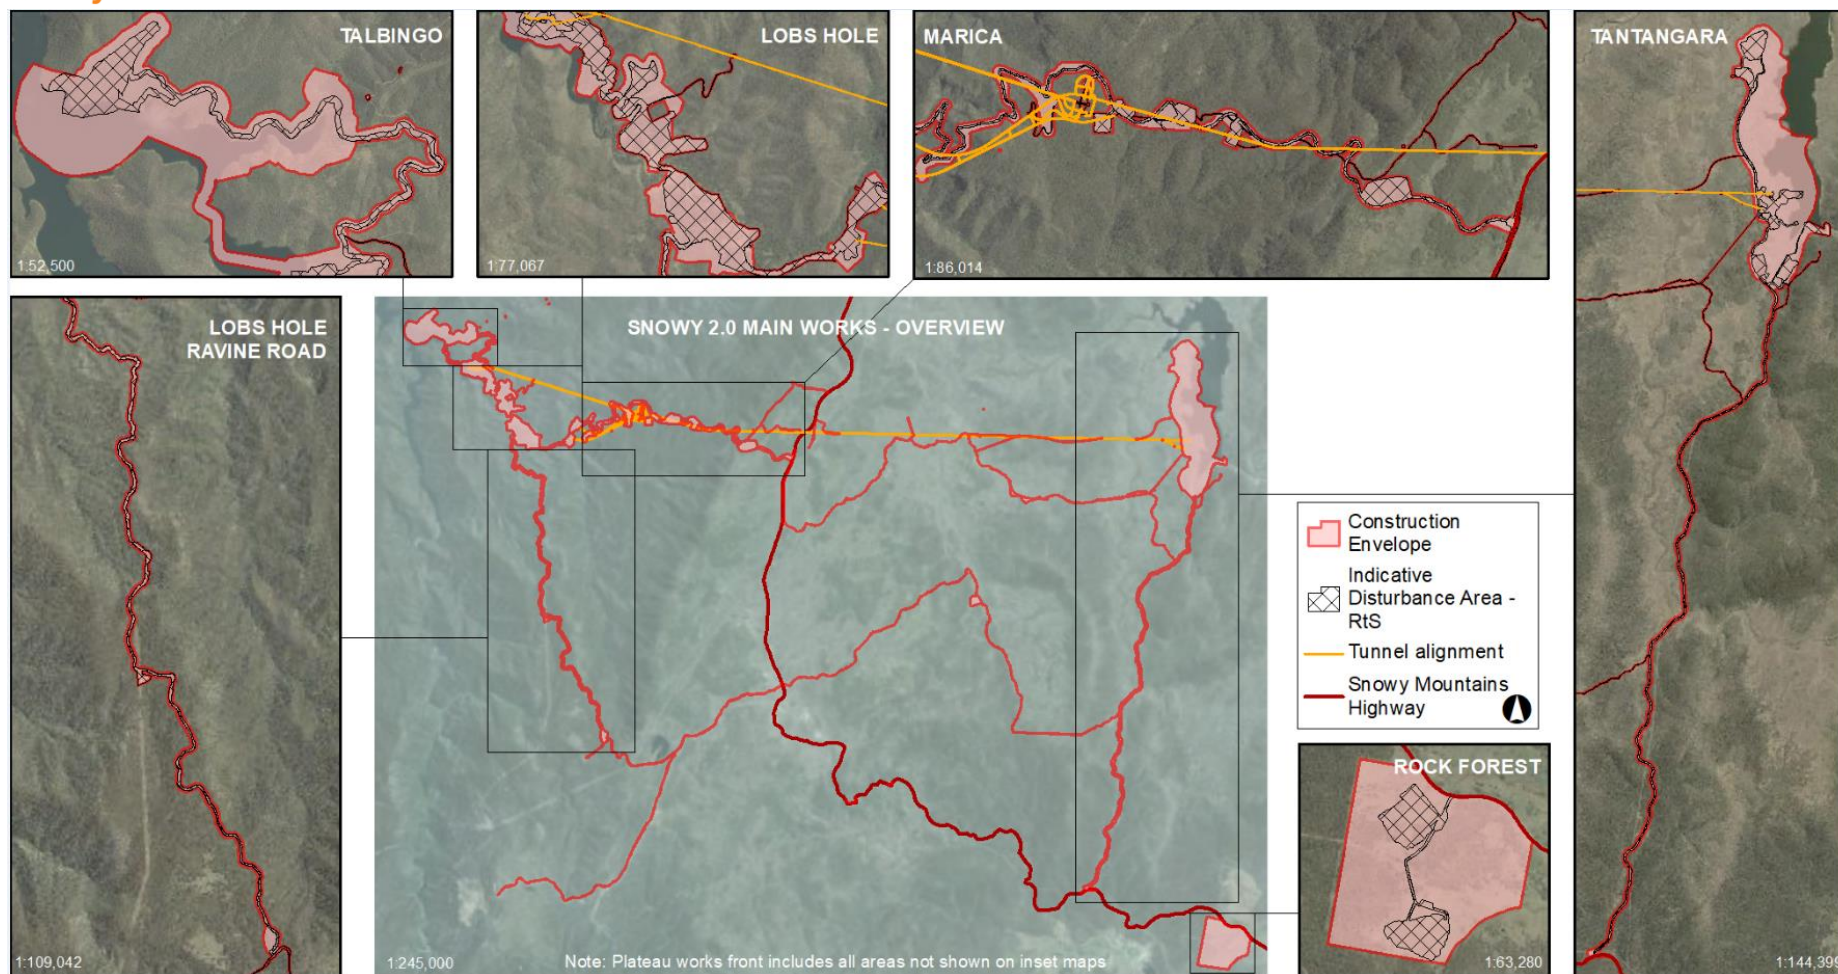 TALBINGO
1:52,500
LOBS HOLE
1:77,067
MARICA
1:86,014
TANTANGARA
1:144,399
LOBS HOLE
RAVINE ROAD
1:109,042
SNOWY 2.0 MAIN WORKS - OVERVIEW
1:245,000
Note: Plateau works front includes all areas not shown on inset maps
Construction
Envelope
Indicative
Disturbance Area -
RtS
Tunnel alignment
Snowy Mountains
Highway
ROCK FOREST
1:63,280